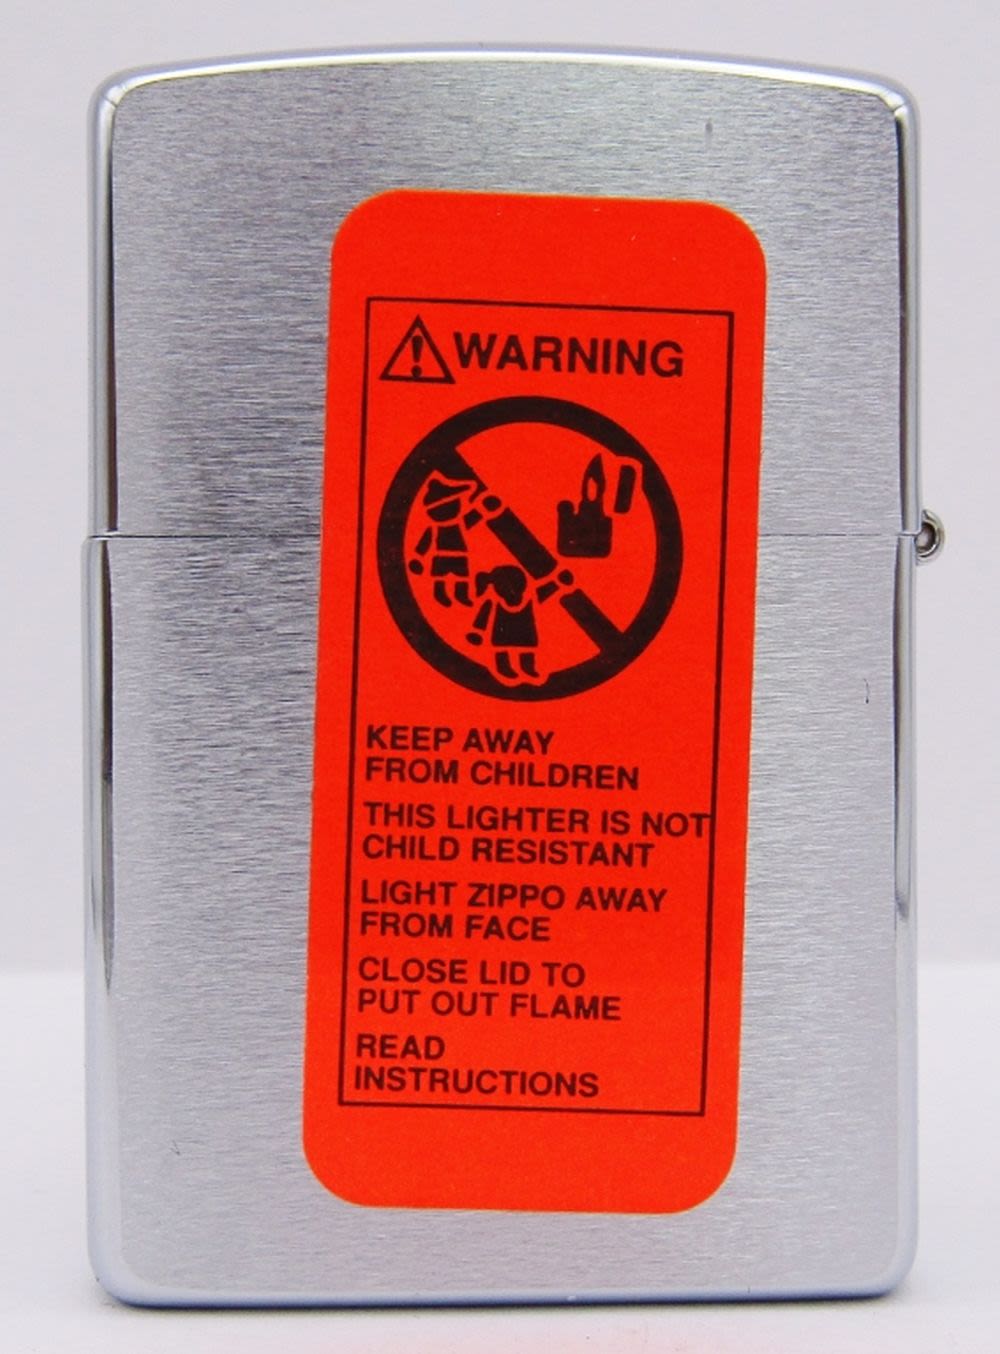 WARNING
KEEP AWAY
FROM CHILDREN
THIS LIGHTER IS NOT
CHILD RESISTANT
LIGHT ZIPPO AWAY
FROM FACE
CLOSE LID TO
PUT OUT FLAME
READ
INSTRUCTIONS